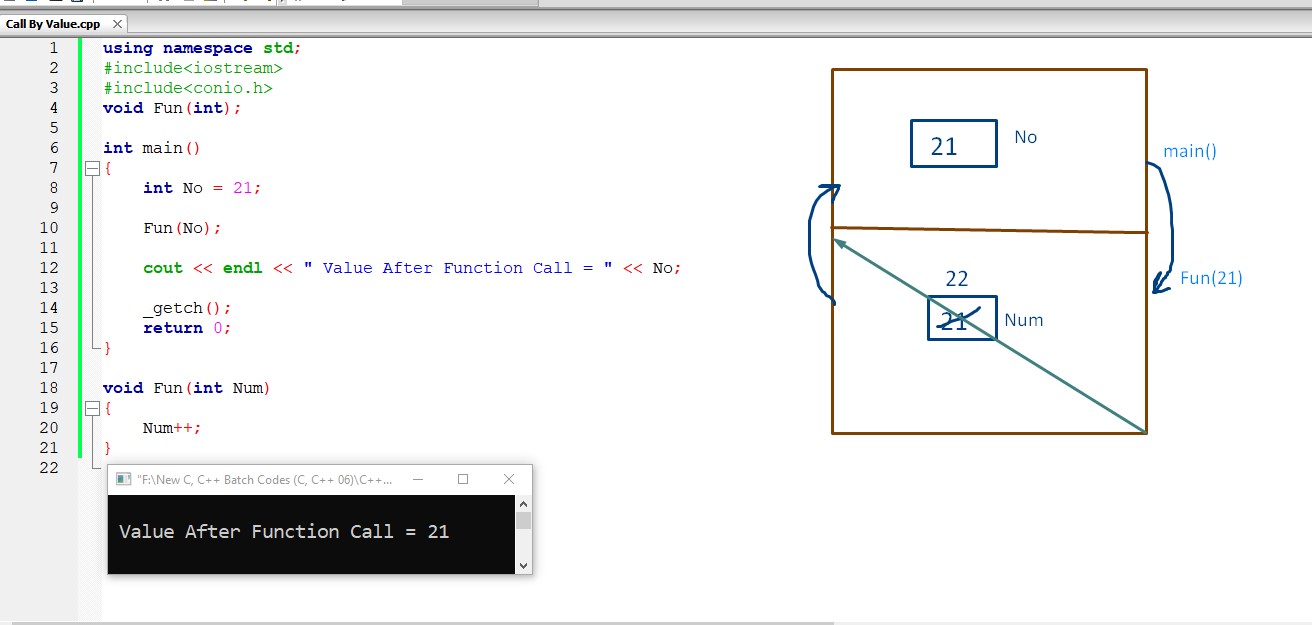 Call By Value.cpp
1 using namespace std;
2 #include<iostream>
3 #include<conio.h>
4 void Fun(int);
5
6 int main()
7 {
8 int No = 21;
9
10 Fun(No);
11
12 cout << endl << " Value After Function Call = " << No;
13
14 _getch();
15 return 0;
16 }
17
18 void Fun(int Num)
19 {
20 Num++;
21 }
22
"F:\New C, C++ Batch Codes (C, C++ 06)\C++...
Value After Function Call = 21
21 No
main()
Fun(21)
22
21 Num